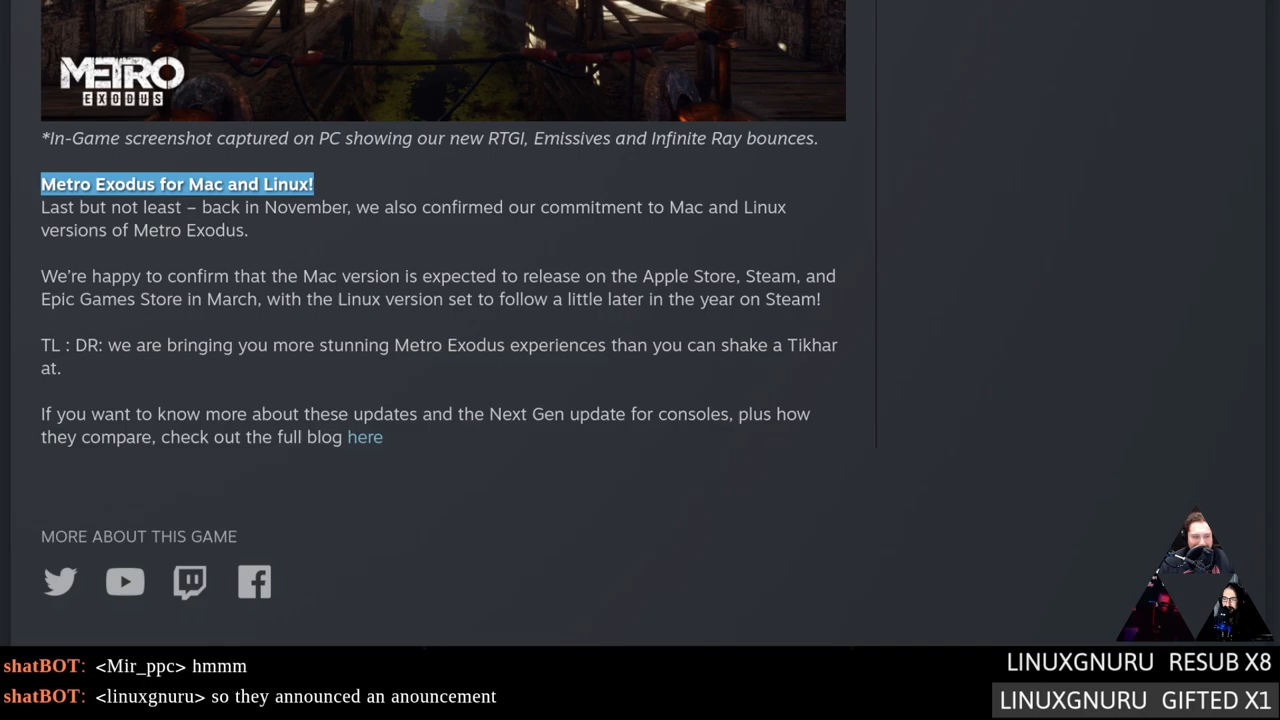 METRO
EXODUS
*In-Game screenshot captured on PC showing our new RTGI, Emissives and Infinite Ray bounces.
Metro Exodus for Mac and Linux!
Last but not least – back in November, we also confirmed our commitment to Mac and Linux
versions of Metro Exodus.
We’re happy to confirm that the Mac version is expected to release on the Apple Store, Steam, and
Epic Games Store in March, with the Linux version set to follow a little later in the year on Steam!
TL : DR: we are bringing you more stunning Metro Exodus experiences than you can shake a Tikhar
at.
If you want to know more about these updates and the Next Gen update for consoles, plus how
they compare, check out the full blog here
MORE ABOUT THIS GAME
shatBOT: <Mir_ppc> hmmm
shatBOT: <linuxgnuru> so they announced an anouncement
LINUXGNURU RESUB X8
LINUXGNURU GIFTED X1